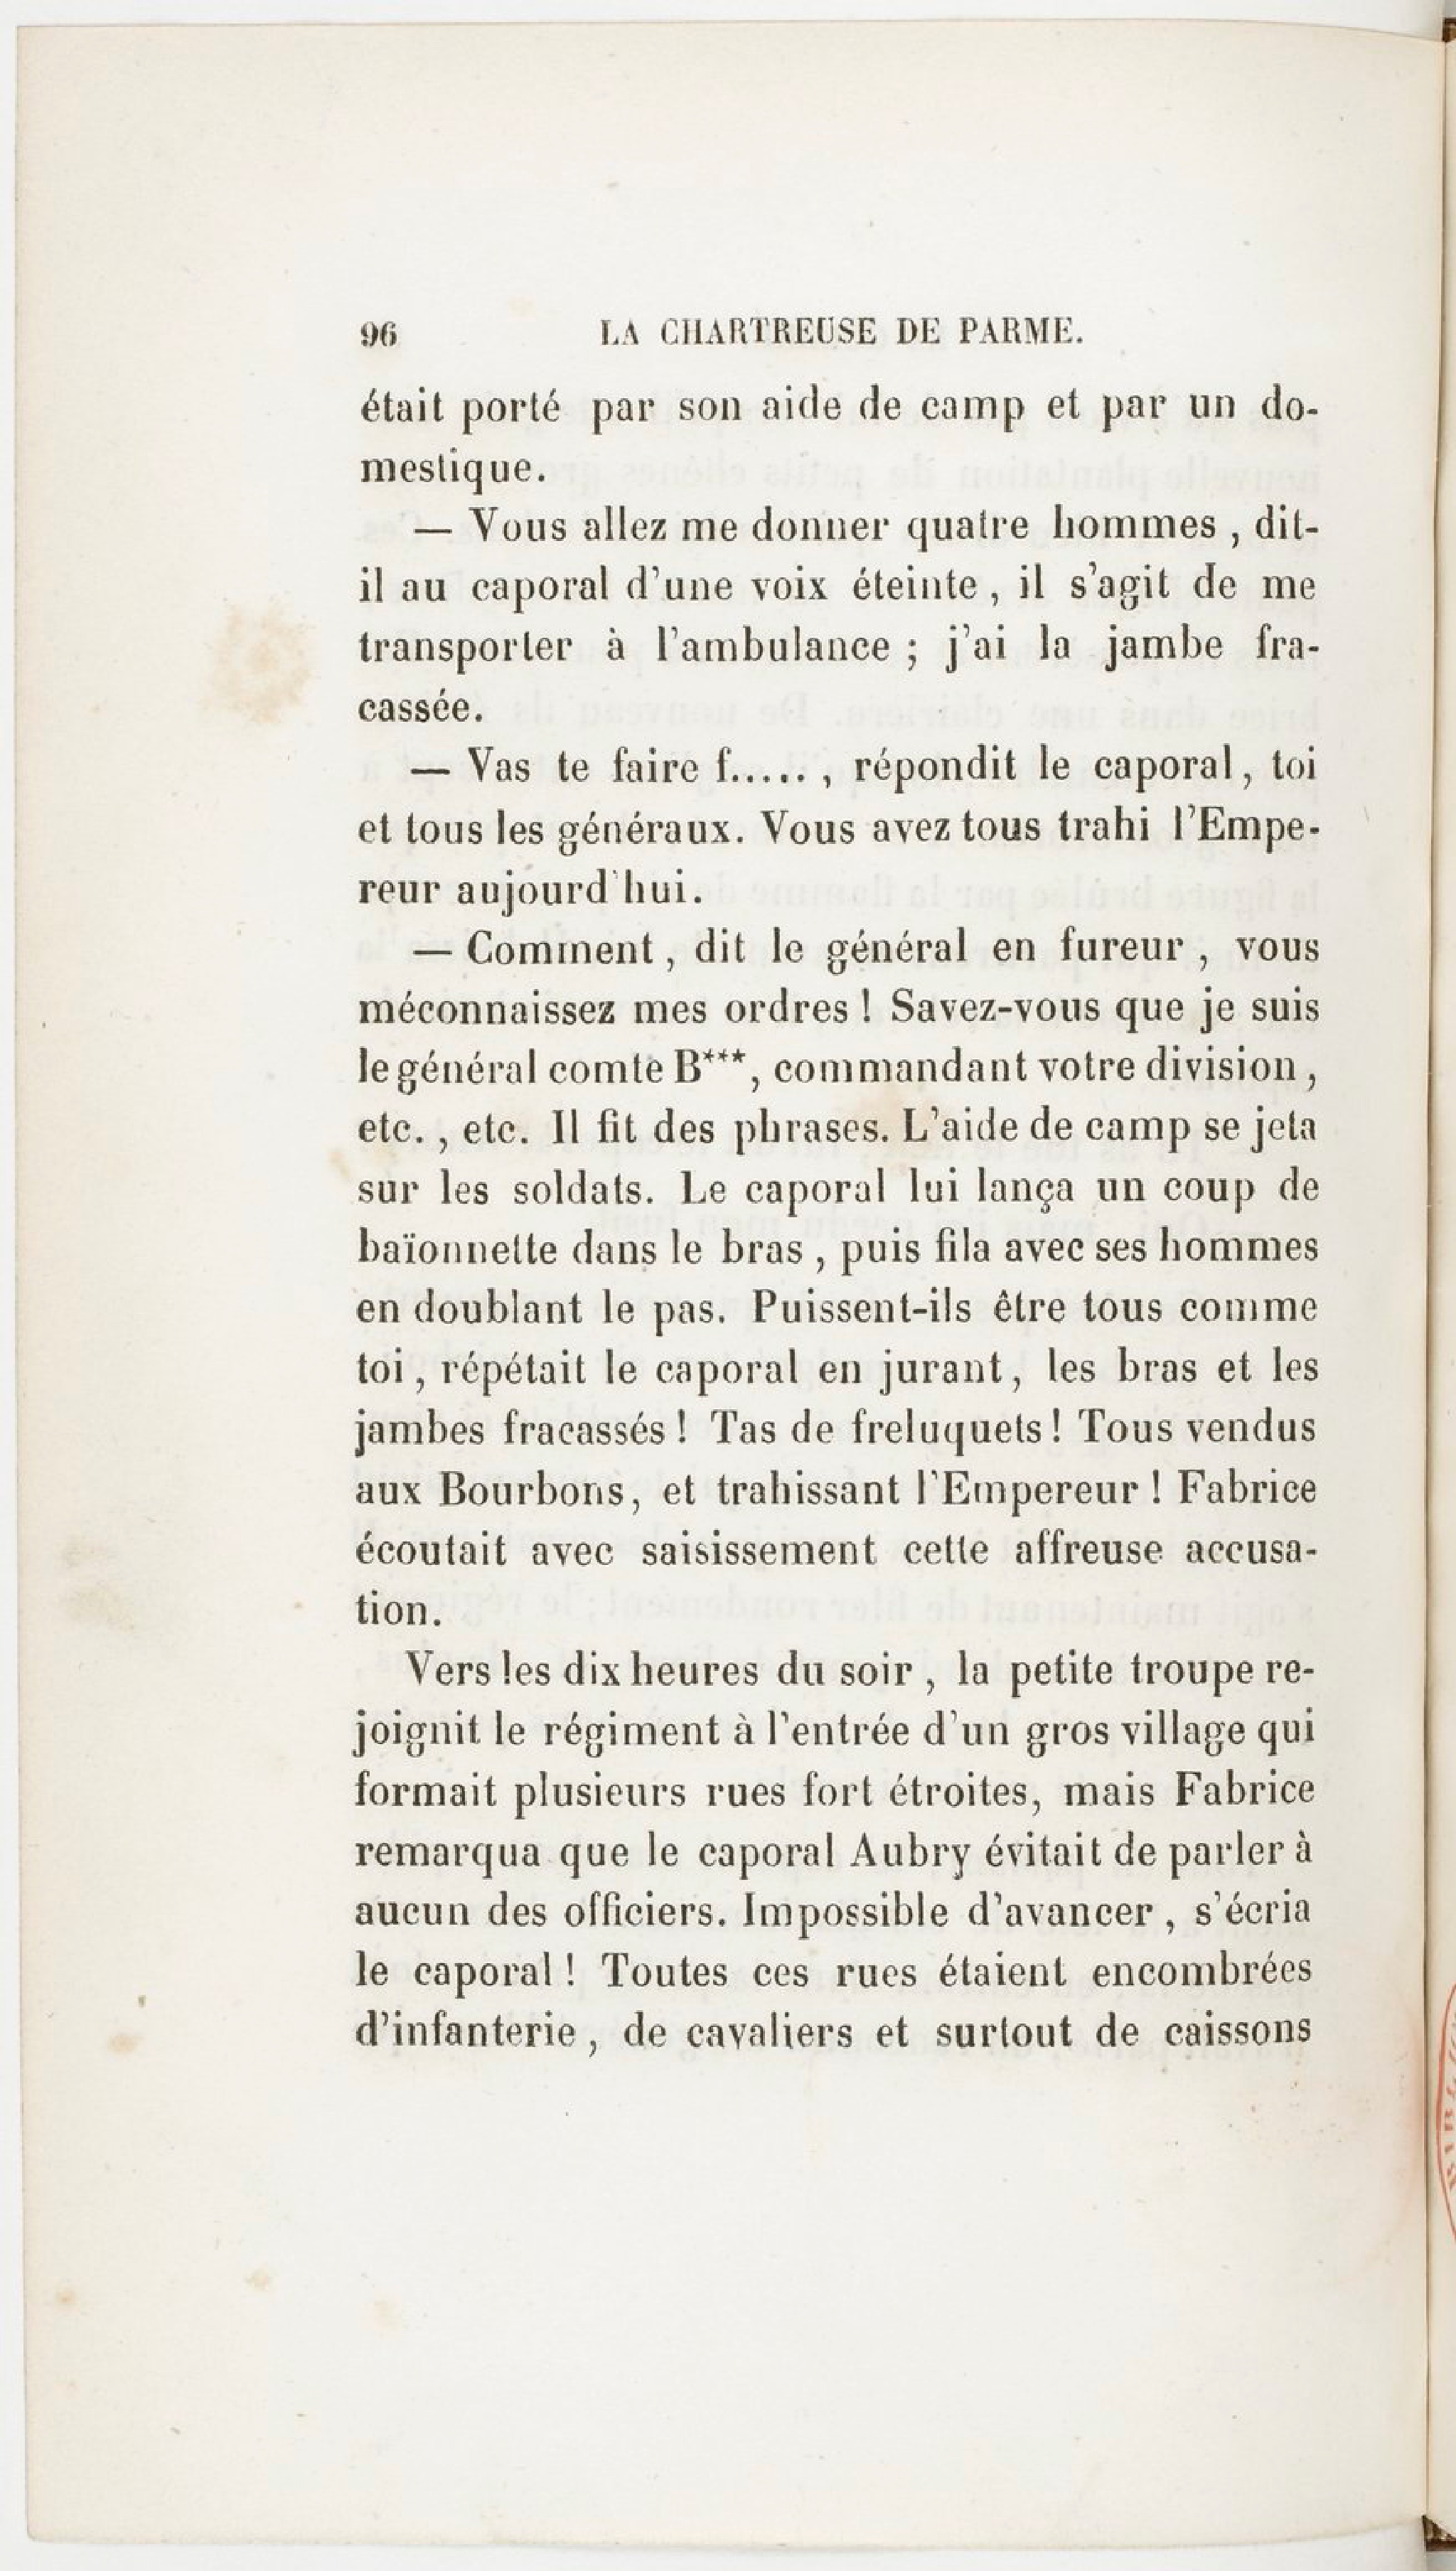 96 LA CHARTREUSE DE PARME.
était porté par son aide de camp et par un do-
mestique.
— Vous allez me donner quatre hommes , dit-
il au caporal d'une voix éteinte , il s'agit de me
transporter à l'ambulance ; j'ai la jambe fra-
cassée.
— Vas te faire f..... , répondit le caporal, toi
et tous les généraux. Vous avez tous trahi l'Empe-
reur aujourd'hui.
— Comment , dit le général en fureur , vous
méconnaissez mes ordres ! Savez-vous que je suis
le général comte B***, commandant votre division ,
etc. , etc. Il fit des phrases. L'aide de camp se jeta
sur les soldats. Le caporal lui lança un coup de
baïonnette dans le bras , puis fila avec ses hommes
en doublant le pas. Puissent-ils être tous comme
toi , répétait le caporal en jurant, les bras et les
jambes fracassés ! Tas de freluquets ! Tous vendus
aux Bourbons, et trahissant l'Empereur ! Fabrice
écoutait avec saisissement cette affreuse accusa-
tion.
Vers les dix heures du soir , la petite troupe re-
joignit le régiment à l'entrée d'un gros village qui
formait plusieurs rues fort étroites, mais Fabrice
remarqua que le caporal Aubry évitait de parler à
aucun des officiers. Impossible d'avancer , s'écria
le caporal ! Toutes ces rues étaient encombrées
d'infanterie , de cavaliers et surtout de caissons